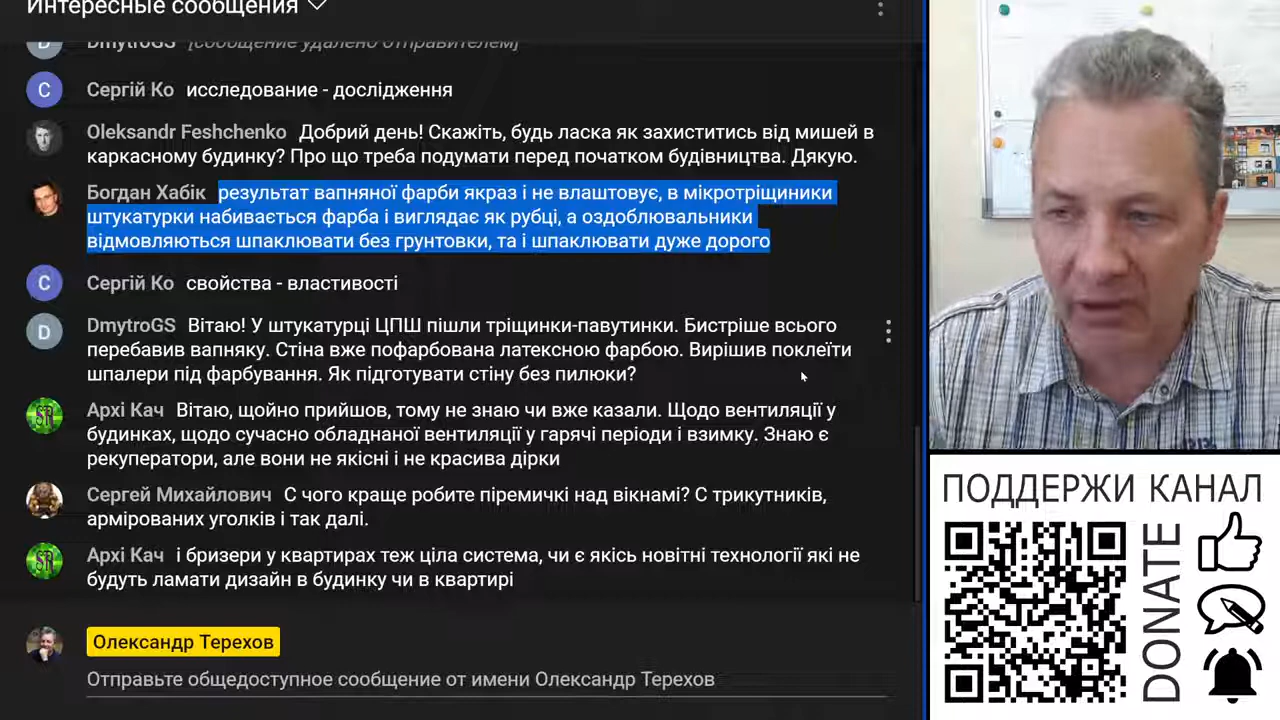 Интересные сообщения
D DmytroGS [сообщение удалено отправителем]
С Сергій Ко исследование - дослідження
Oleksandr Feshchenko Добрий день! Скажіть, будь ласка як захиститись від мишей в
каркасному будинку? Про що треба подумати перед початком будівництва. Дякую.
Богдан Хабік результат вапняної фарби якраз і не влаштовує, в мікротріщиники
штукатурки набивається фарба і виглядає як рубці, а оздоблювальники
відмовляються шпаклювати без грунтовки, та і шпаклювати дуже дорого
С Сергій Ко свойства - властивості
D DmytroGS Вітаю! У штукатурці ЦПШ пішли тріщинки-павутинки. Бистріше всього
перебавив вапняку. Стіна вже пофарбована латексною фарбою. Вирішив поклеїти
шпалери під фарбування. Як підготувати стіну без пилюки?
Архі Кач Вітаю, щойно прийшов, тому не знаю чи вже казали. Щодо вентиляції у
будинках, щодо сучасно обладнаної вентиляції у гарячі періоди і взимку. Знаю є
рекуператори, але вони не якісні і не красива дірки
Сергей Михайлович С чого краще робите піремичкі над вікнамі? С трикутників,
армірованих уголків і так далі.
Архі Кач і бризери у квартирах теж ціла система, чи є якісь новітні технології які не
будуть ламати дизайн в будинку чи в квартирі
Олександр Терехов
Отправьте общедоступное сообщение от имени Олександр Терехов
ПОДДЕРЖИ КАНАЛ
DONATE